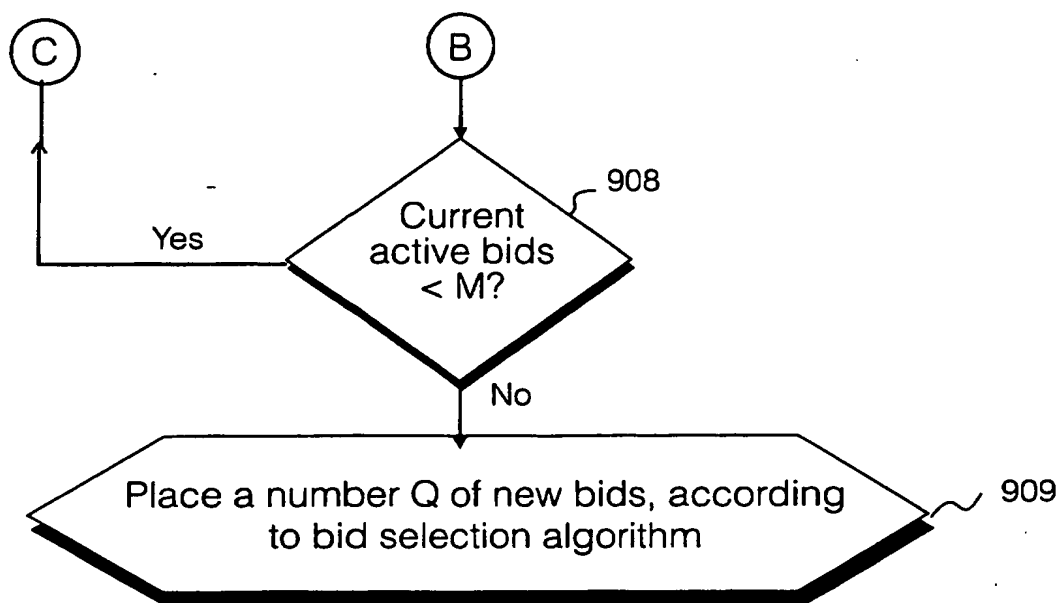 C
B
908
Current
active bids
< M?
Yes
No
Place a number Q of new bids, according
to bid selection algorithm
909